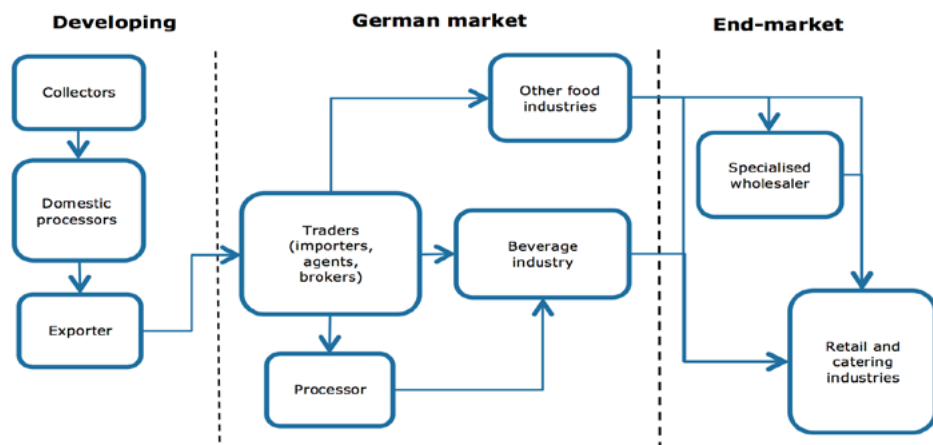 Developing
German market
End-market
Collectors
Domestic
processors
Exporter
Traders
(importers,
agents,
brokers)
Processor
Other food
industries
Beverage
industry
Specialised
wholesaler
Retail and
catering
industries